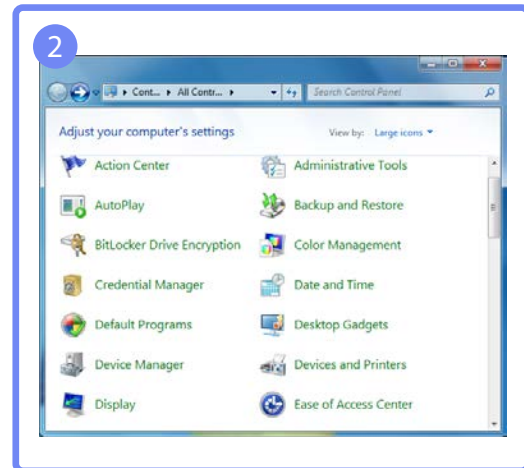 2
Cont... All Contr...
Search Control Panel
Adjust your computer's settings
View by: Large icons
Action Center
Administrative Tools
AutoPlay
Backup and Restore
BitLocker Drive Encryption
Color Management
Credential Manager
Date and Time
Default Programs
Desktop Gadgets
Device Manager
Devices and Printers
Display
Ease of Access Center